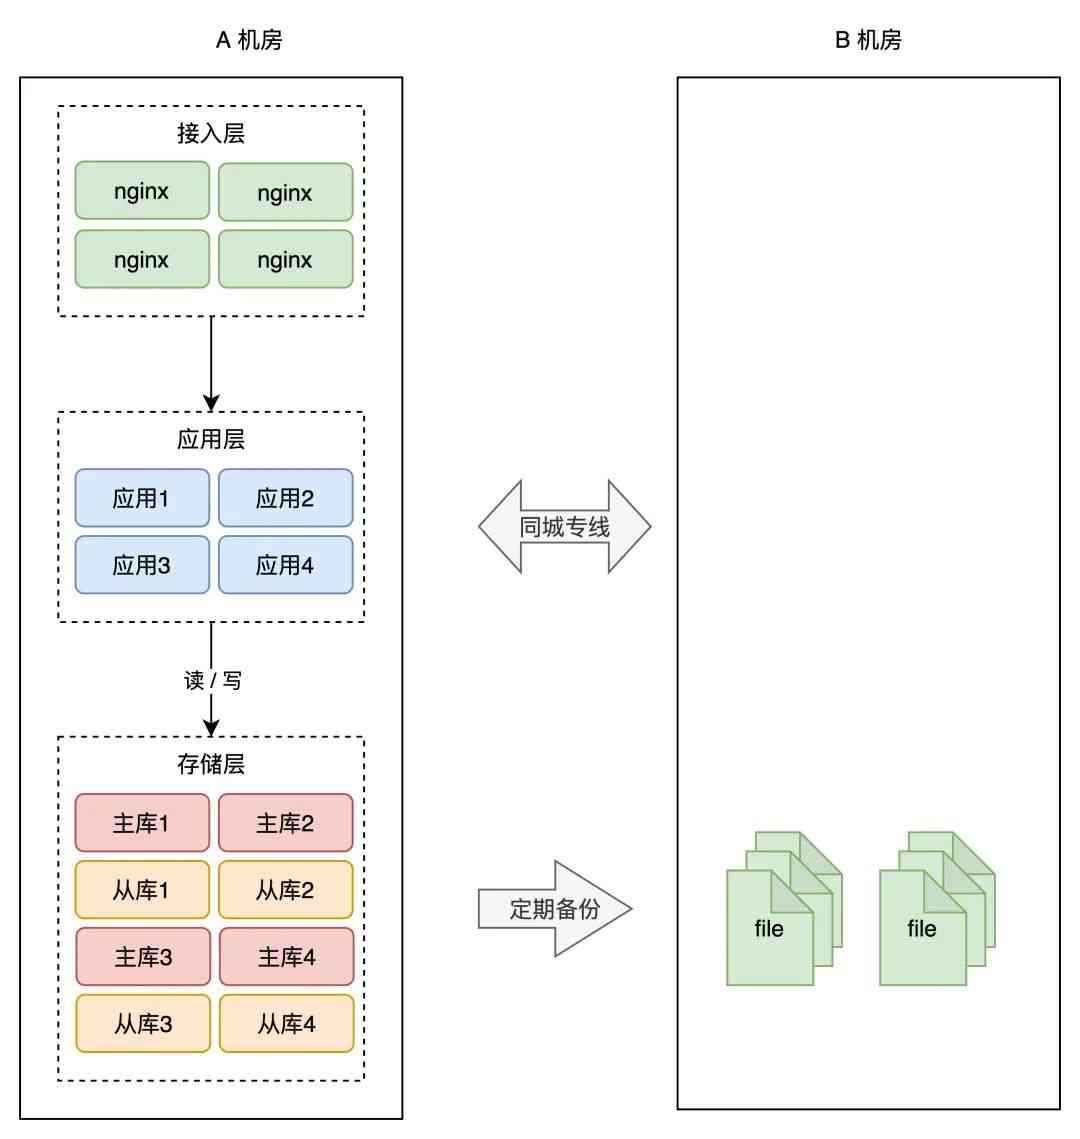 A 机房
B 机房
接入层
nginx
nginx
nginx
nginx
应用层
应用1
应用2
应用3
应用4
同城专线
读 / 写
存储层
主库1
主库2
从库1
从库2
主库3
主库4
从库3
从库4
定期备份
file
file